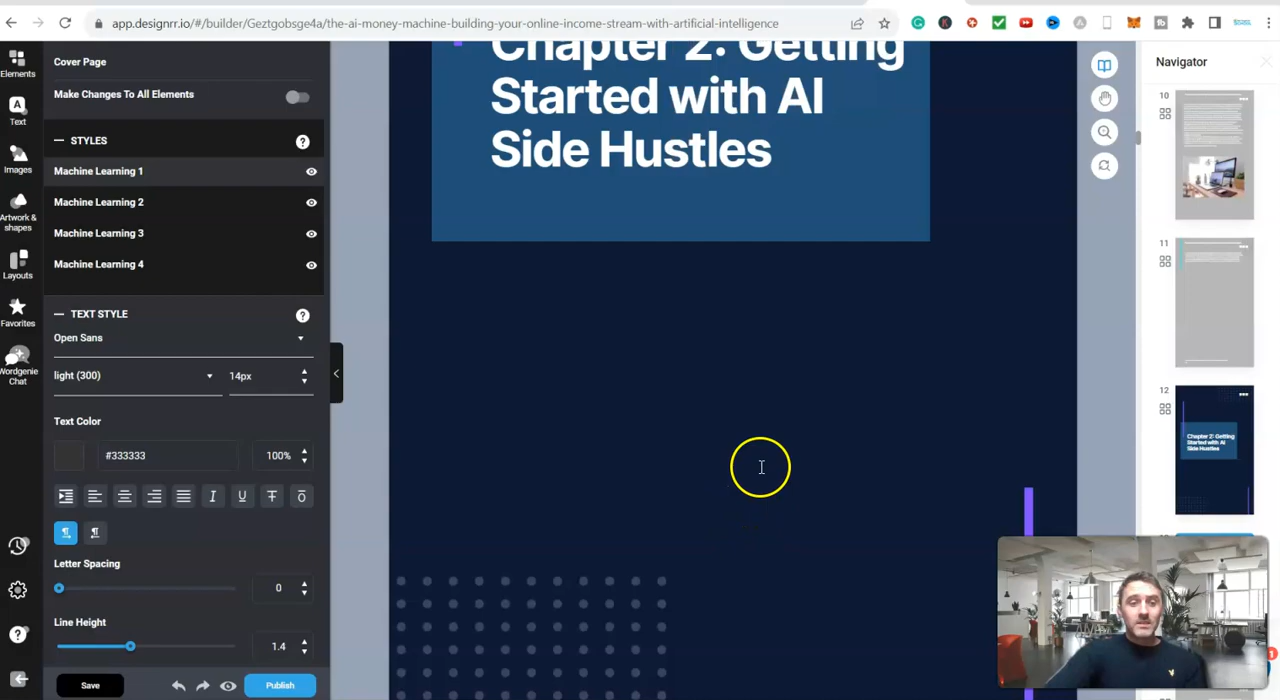 app.designrr.io/#/builder/Geztgobsge4a/the-ai-money-machine-building-your-online-income-stream-with-artificial-intelligence
Elements
Text
Images
Artwork &
shapes
Layouts
Favorites
Wordgenie
Chat
Cover Page
Make Changes To All Elements
STYLES
Machine Learning 1
Machine Learning 2
Machine Learning 3
Machine Learning 4
TEXT STYLE
Open Sans
light (300)
14px
Text Color
#333333
100%
Letter Spacing
0
Line Height
1.4
Save
Publish
Chapter 2: Getting
Started with AI
Side Hustles
Navigator
10
11
12
Chapter 2: Getting
Started with AI
Side Hustles
1